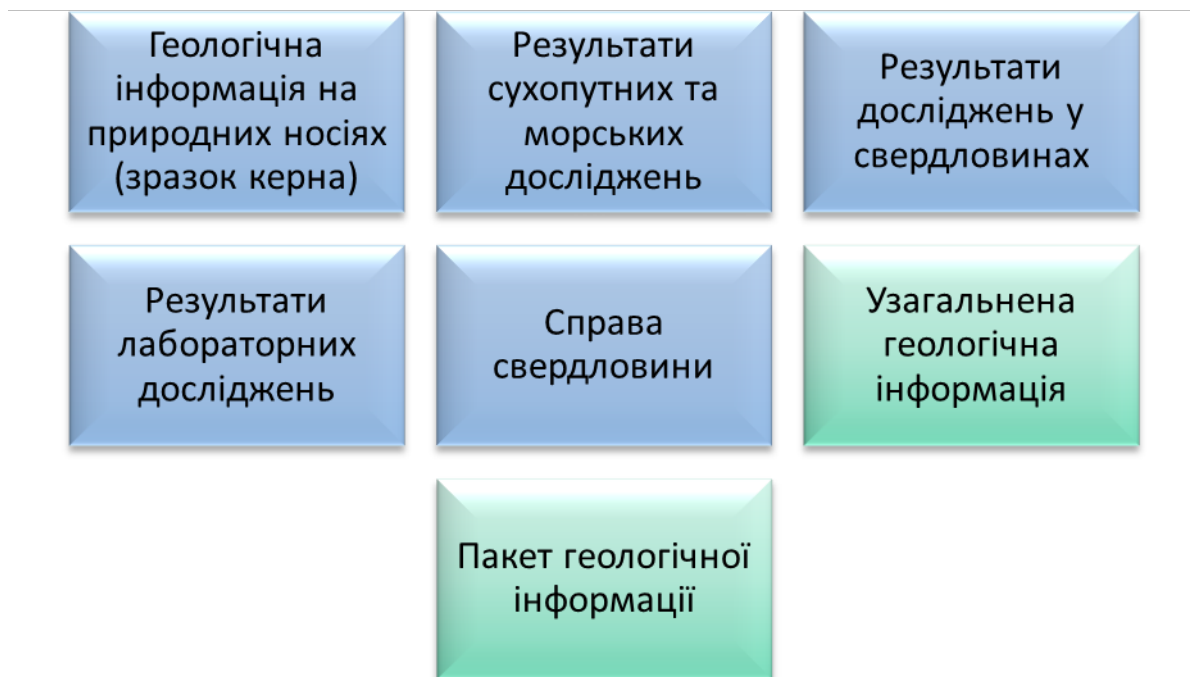 Геологічна
інформація на
природних носіях
(зразок керна)
Результати
сухопутних та
морських
досліджень
Результати
досліджень у
свердловинах
Результати
лабораторних
досліджень
Справа
свердловини
Узагальнена
геологічна
інформація
Пакет геологічної
інформації